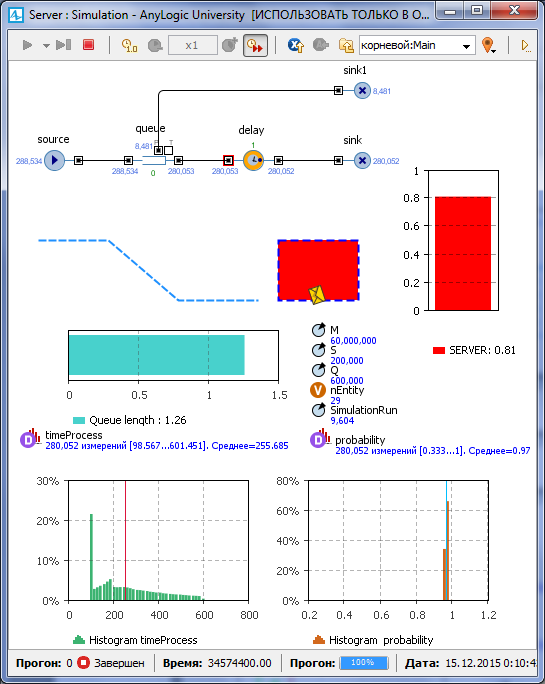 Server : Simulation - AnyLogic University [ИСПОЛЬЗОВАТЬ ТОЛЬКО В О...
1.0
x1
корневой:Main
sink1
8,481
queue
8,481
T
source
delay
1
sink
288,534
288,534
280,053
280,053
280,052
280,052
0
1
0.8
0.6
0.4
0.2
0
SERVER: 0.81
M
60,000,000
S
200,000
Q
600,000
nEntity
29
SimulationRun
9,604
0
0.5
1
1.5
Queue length : 1.26
timeProcess
280,052 измерений [98.567...601.451]. Среднее=255.685
probability
280,052 измерений [0.333...1]. Среднее=0.97
30%
20%
10%
0%
0
200
400
600
800
Histogram timeProcess
80%
60%
40%
20%
0%
0.2
0.4
0.6
0.8
1
1.2
Histogram probability
Прогон: 0
Завершен
Время: 34574400.00
Прогон:
100%
Дата: 15.12.2015 0:10:4